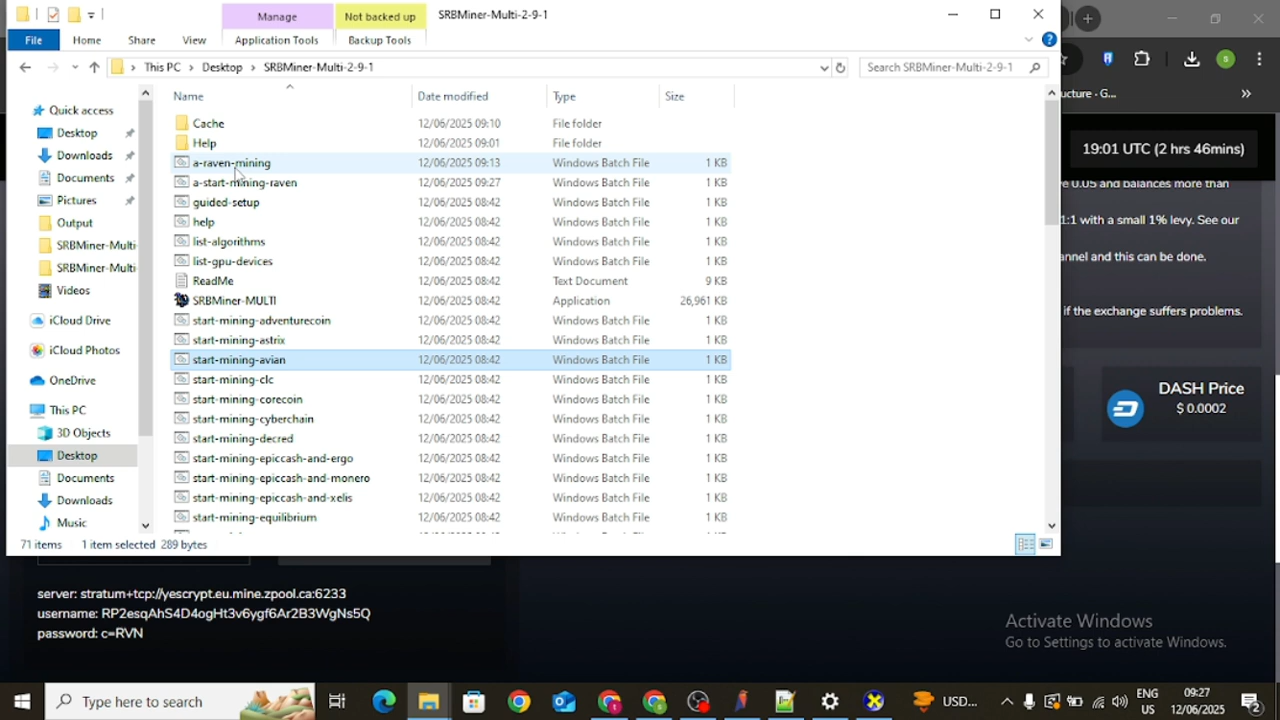 Manage
Not backed up
SRBMiner-Multi-2-9-1
File
Home
Share
View
Application Tools
Backup Tools
This PC > Desktop > SRBMiner-Multi-2-9-1
Search SRBMiner-Multi-2-9-1
Name
Date modified
Type
Size
Quick access
Desktop
Downloads
Documents
Pictures
Output
SRBMiner-Multi
SRBMiner-Multi
Videos
iCloud Drive
iCloud Photos
OneDrive
This PC
3D Objects
Desktop
Documents
Downloads
Music
Cache 12/06/2025 09:10 File folder
Help 12/06/2025 09:01 File folder
a-raven-mining 12/06/2025 09:13 Windows Batch File 1 KB
a-start-mining-raven 12/06/2025 09:27 Windows Batch File 1 KB
guided-setup 12/06/2025 08:42 Windows Batch File 1 KB
help 12/06/2025 08:42 Windows Batch File 1 KB
list-algorithms 12/06/2025 08:42 Windows Batch File 1 KB
list-gpu-devices 12/06/2025 08:42 Windows Batch File 1 KB
ReadMe 12/06/2025 08:42 Text Document 9 KB
SRBMiner-MULTI 12/06/2025 08:42 Application 26,961 KB
start-mining-adventurecoin 12/06/2025 08:42 Windows Batch File 1 KB
start-mining-astrix 12/06/2025 08:42 Windows Batch File 1 KB
start-mining-avian 12/06/2025 08:42 Windows Batch File 1 KB
start-mining-clc 12/06/2025 08:42 Windows Batch File 1 KB
start-mining-corecoin 12/06/2025 08:42 Windows Batch File 1 KB
start-mining-cyberchain 12/06/2025 08:42 Windows Batch File 1 KB
start-mining-decred 12/06/2025 08:42 Windows Batch File 1 KB
start-mining-epiccash-and-ergo 12/06/2025 08:42 Windows Batch File 1 KB
start-mining-epiccash-and-monero 12/06/2025 08:42 Windows Batch File 1 KB
start-mining-epiccash-and-xelis 12/06/2025 08:42 Windows Batch File 1 KB
start-mining-equilibrium 12/06/2025 08:42 Windows Batch File 1 KB
71 items 1 item selected 289 bytes
S
ucture - G...
19:01 UTC (2 hrs 46mins)
e 0.05 and balances more than
1:1 with a small 1% levy. See our
annel and this can be done.
if the exchange suffers problems.
DASH Price
$ 0.0002
server: stratum+tcp://yescrypt.eu.mine.zpool.ca:6233
username: RP2esqAhS4D4ogHt3v6ygf6Ar2B3WgNs5Q
password: c=RVN
Activate Windows
Go to Settings to activate Windows.
Type here to search
USD...
ENG
US
09:27
12/06/2025
2